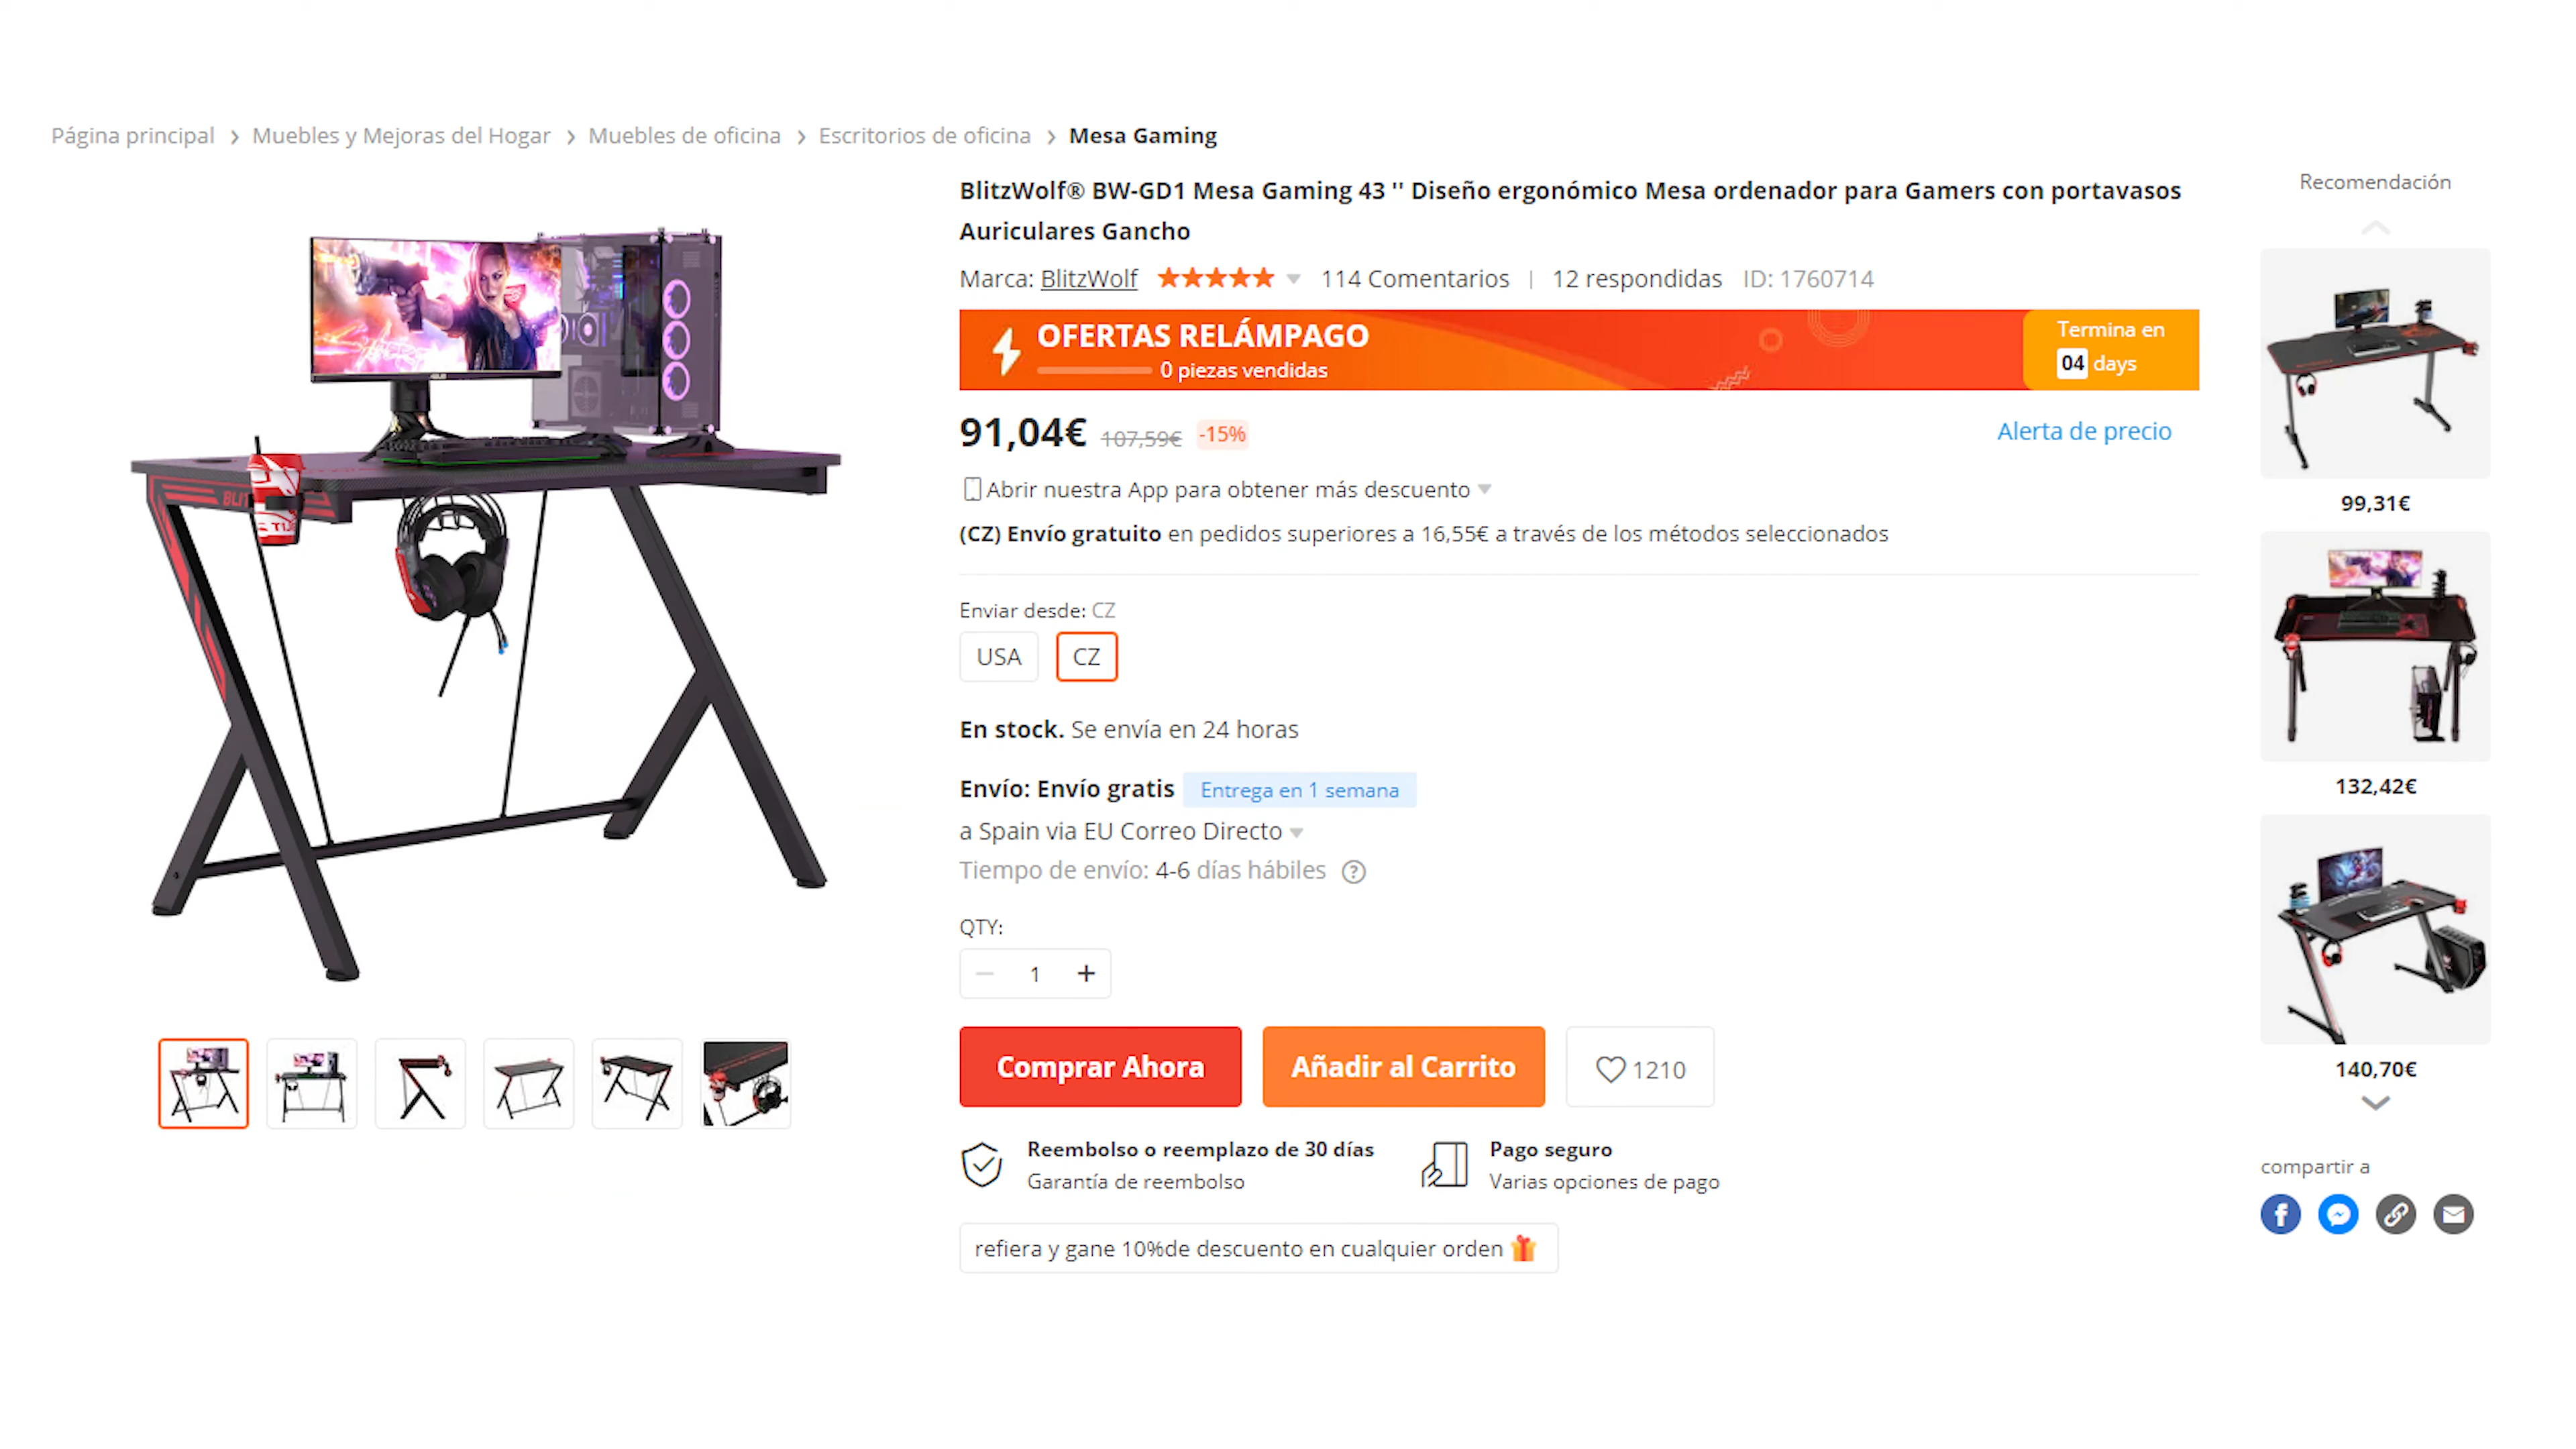 Página principal > Muebles y Mejoras del Hogar > Muebles de oficina > Escritorios de oficina > Mesa Gaming
BlitzWolf® BW-GD1 Mesa Gaming 43 '' Diseño ergonómico Mesa ordenador para Gamers con portavasos
Auriculares Gancho
Marca: BlitzWolf 114 Comentarios | 12 respondidas ID: 1760714
OFERTAS RELÁMPAGO
0 piezas vendidas
Termina en
04 days
91,04€ 107,59€ -15%
Alerta de precio
Abrir nuestra App para obtener más descuento
(CZ) Envío gratuito en pedidos superiores a 16,55€ a través de los métodos seleccionados
Enviar desde: CZ
USA CZ
En stock. Se envía en 24 horas
Envío: Envío gratis Entrega en 1 semana
a Spain via EU Correo Directo
Tiempo de envío: 4-6 días hábiles ?
QTY:
− 1 +
Comprar Ahora Añadir al Carrito 1210
Reembolso o reemplazo de 30 días
Garantía de reembolso
Pago seguro
Varias opciones de pago
refiera y gane 10%de descuento en cualquier orden
Recomendación
99,31€
132,42€
140,70€
compartir a